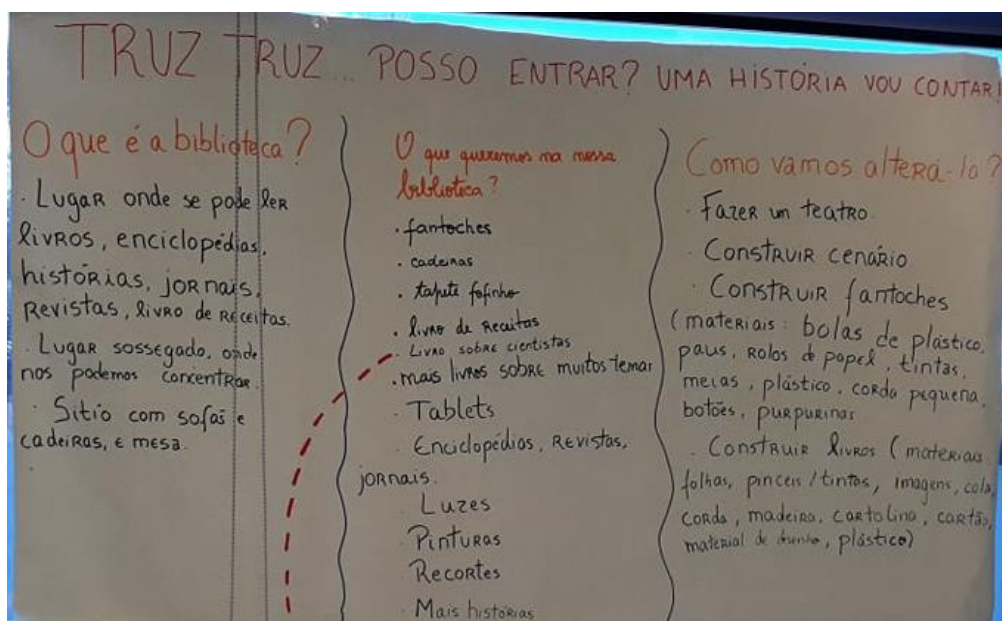 TRUZ TRUZ... POSSO ENTRAR? UMA HISTÓRIA VOU CONTAR!
O que é a biblioteca?
. Lugar onde se pode ler
livros, enciclopédias,
histórias, jornais,
revistas, livro de receitas.
. Lugar sossegado, onde
nos podemos concentrar.
. Sitio com sofás e
cadeiras, e mesa.
O que queremos na nossa
biblioteca?
. fantoches
. cadeiras
. tapete fofinho
. livro de receitas
. Livro sobre cientistas
. mais livros sobre muitos temas
. Tablets
. Enciclopédias, Revistas,
jornais.
. Luzes
. Pinturas
. Recortes
. Mais histórias
Como vamos alterá-la?
. Fazer um teatro.
. Construir cenário
. Construir fantoches
(materiais: bolas de plástico,
paus, rolos de papel, tintas,
meias, plástico, corda pequena,
botões, purpurinas
. Construir livros (materiais
folhas, pinceis/tintas, imagens, cola,
corda, madeira, cartolina, cartão,
material de desenho, plástico)